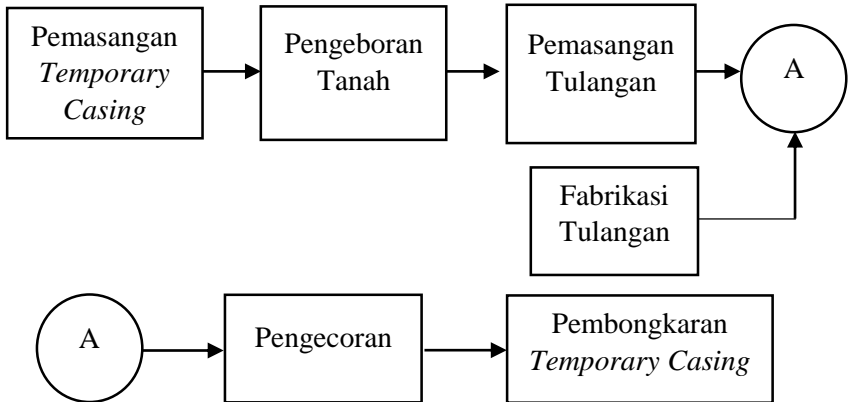 Pemasangan
Temporary
Casing
Pengeboran
Tanah
Pemasangan
Tulangan
A
Fabrikasi
Tulangan
A
Pengecoran
Pembongkaran
Temporary Casing